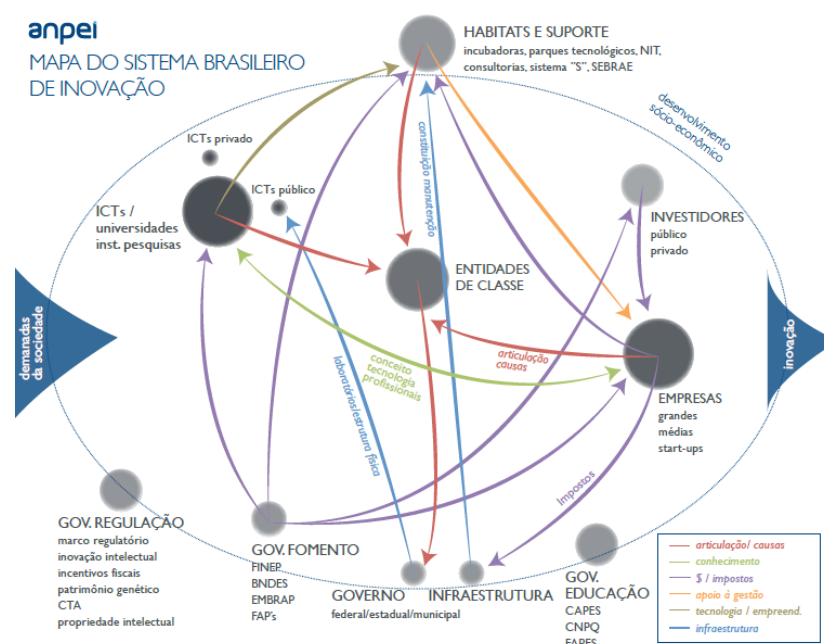 anpei
MAPA DO SISTEMA BRASILEIRO
DE INOVAÇÃO
HABITATS E SUPORTE
incubadoras, parques tecnológicos, NIT,
consultorias, sistema "S", SEBRAE
desenvolvimento
sócio-econômico
ICTs privado
ICTs público
ICTs /
universidades
inst. pesquisas
constituição manutenção
INVESTIDORES
público
privado
ENTIDADES
DE CLASSE
demanadas
da sociedade
inovação
articulação
causas
conceito
tecnologia
profissionais
laboratórios/estrutura física
EMPRESAS
grandes
médias
start-ups
Impostos
GOV. REGULAÇÃO
marco regulatório
inovação intelectual
incentivos fiscais
patrimônio genético
CTA
propriedade intelectual
GOV. FOMENTO
FINEP
BNDES
EMBRAP
FAP's
GOVERNO
federal/estadual/municipal
INFRAESTRUTURA
GOV.
EDUCAÇÃO
CAPES
CNPQ
articulação/ causas
conhecimento
$ / impostos
apoio à gestão
tecnologia / empreend.
infraestrutura